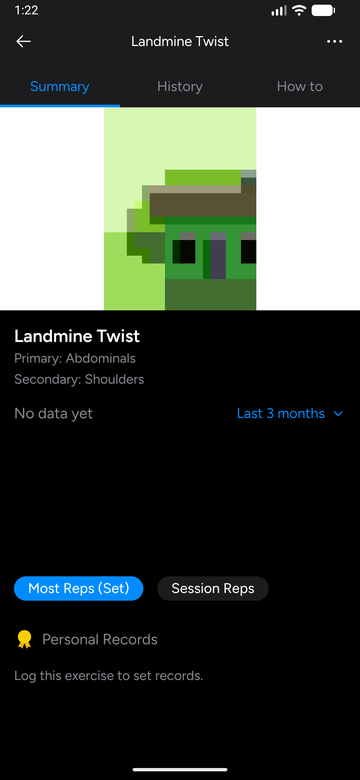 1:22
Landmine Twist
Summary
History
How to
Landmine Twist
Primary: Abdominals
Secondary: Shoulders
No data yet
Last 3 months
Most Reps (Set)
Session Reps
Personal Records
Log this exercise to set records.